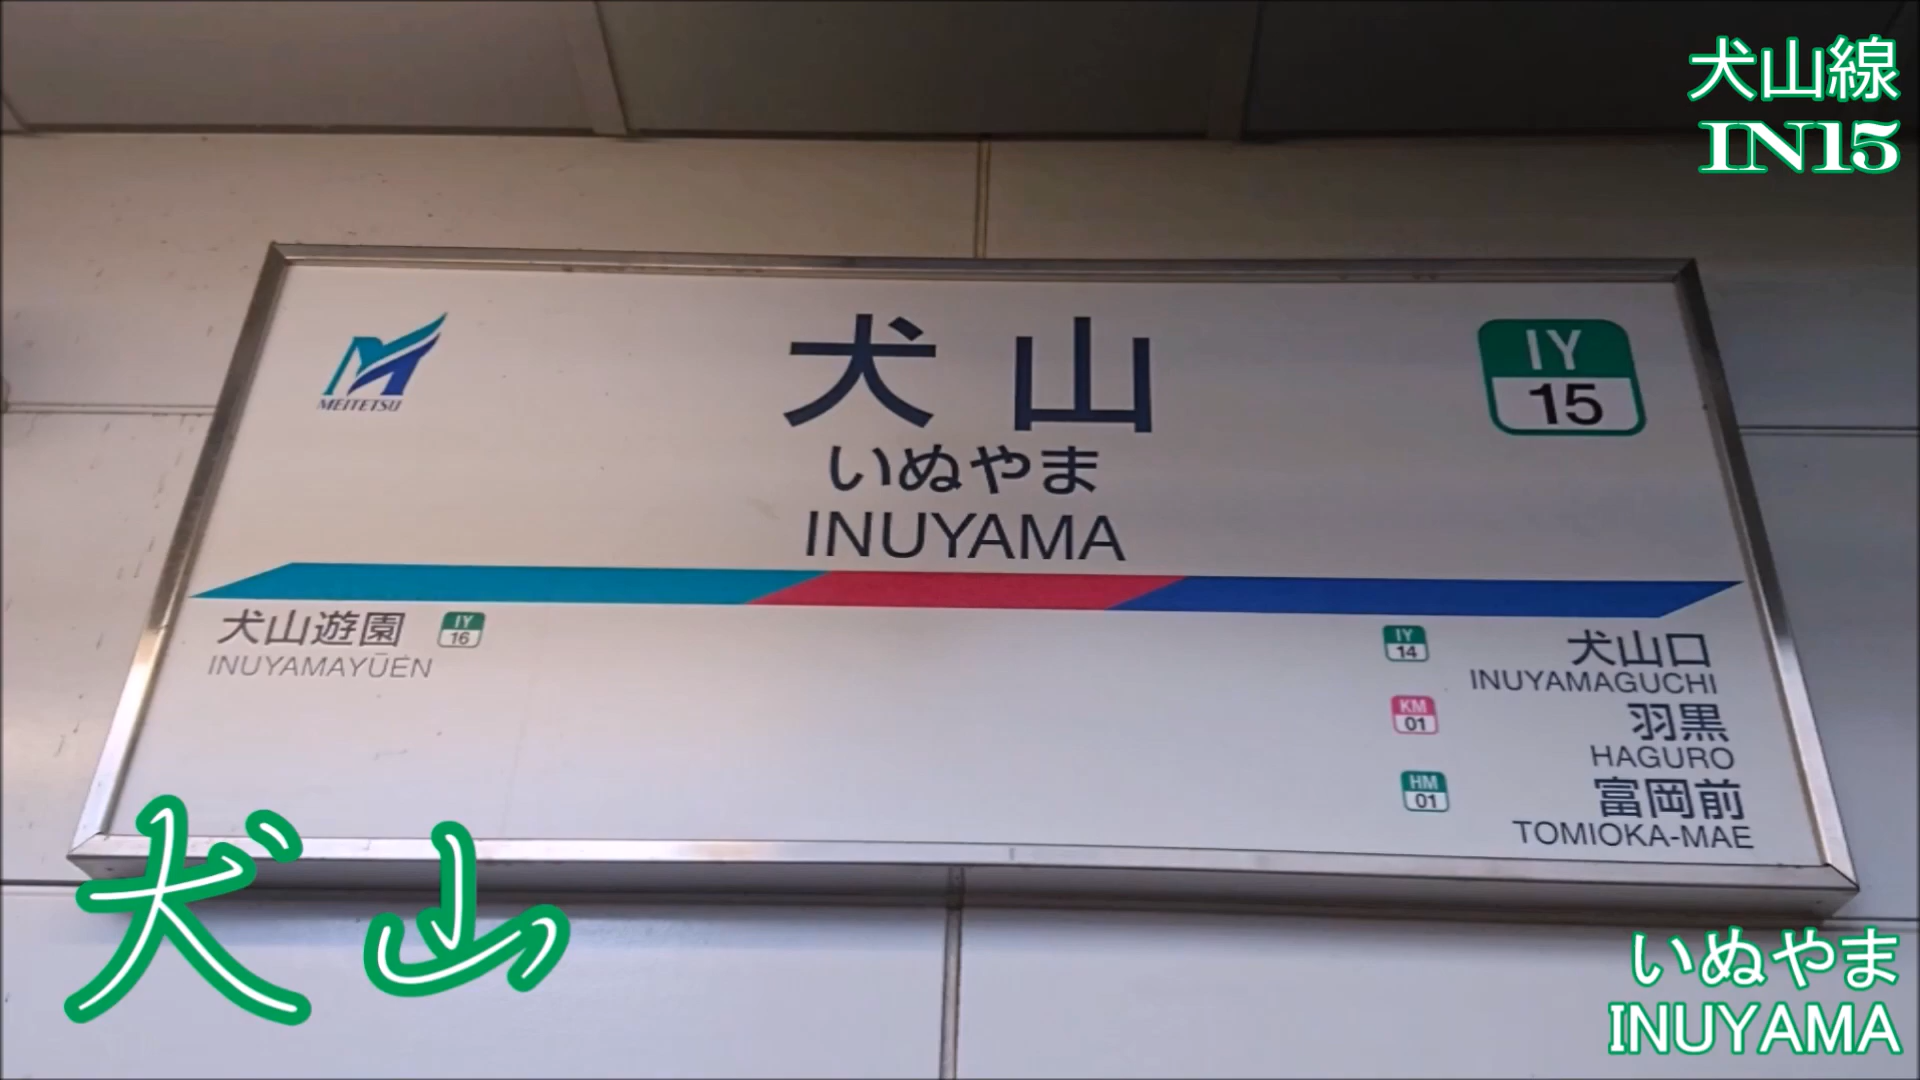 犬山線
IN15
MEITETSU
犬山
いぬやま
INUYAMA
IY
15
犬山遊園
IY
16
INUYAMAYŪEN
IY
14
犬山口
INUYAMAGUCHI
KM
01
羽黒
HAGURO
HM
01
富岡前
TOMIOKA-MAE
犬山
いぬやま
INUYAMA